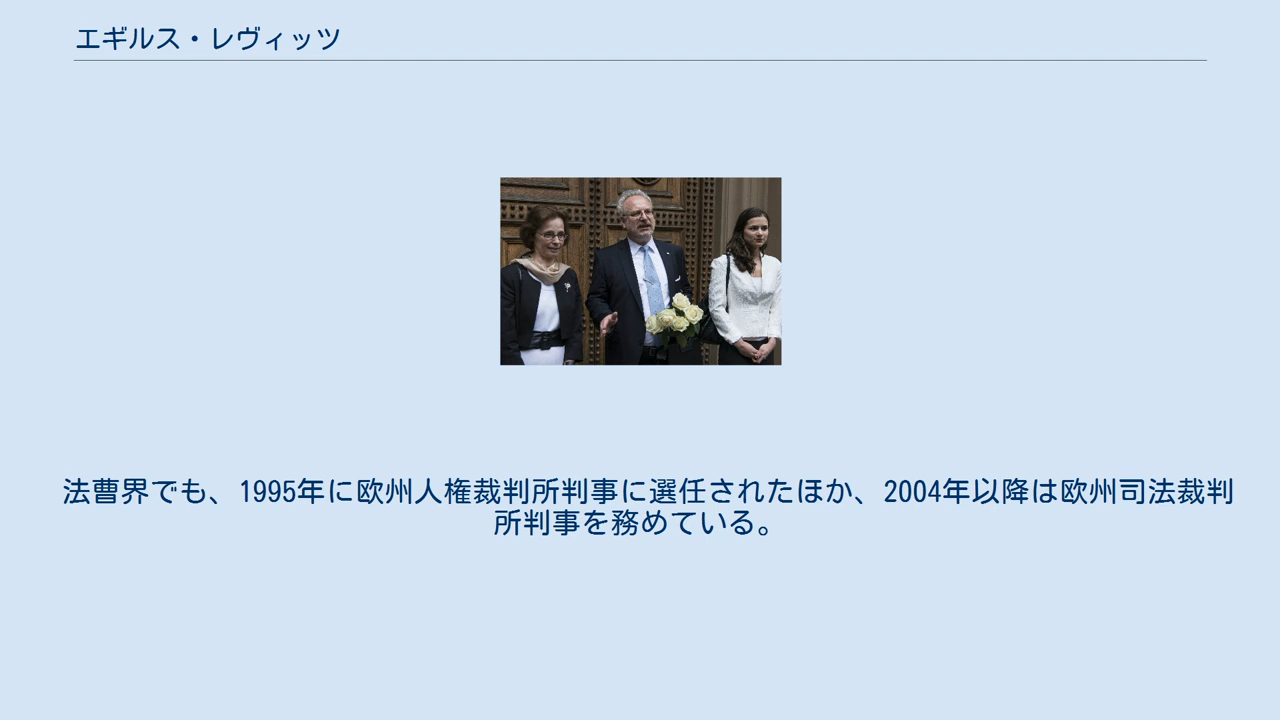 エギルス・レヴィッツ
法曹界でも、1995年に欧州人権裁判所判事に選任されたほか、2004年以降は欧州司法裁判
所判事を務めている。